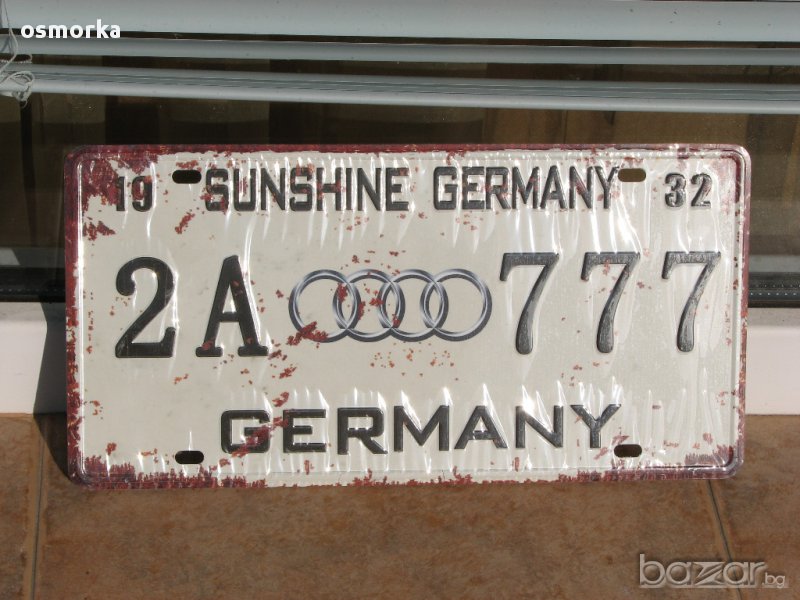 osmorka
19 SUNSHINE GERMANY 32
2A 777
GERMANY
bazar.bg